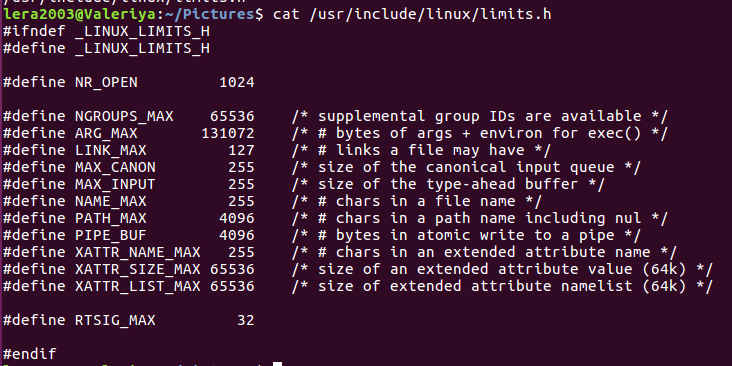 lera2003@Valeriya:~/Pictures$ cat /usr/include/linux/limits.h
#ifndef _LINUX_LIMITS_H
#define _LINUX_LIMITS_H
#define NR_OPEN 1024
#define NGROUPS_MAX 65536 /* supplemental group IDs are available */
#define ARG_MAX 131072 /* # bytes of args + environ for exec() */
#define LINK_MAX 127 /* # links a file may have */
#define MAX_CANON 255 /* size of the canonical input queue */
#define MAX_INPUT 255 /* size of the type-ahead buffer */
#define NAME_MAX 255 /* # chars in a file name */
#define PATH_MAX 4096 /* # chars in a path name including nul */
#define PIPE_BUF 4096 /* # bytes in atomic write to a pipe */
#define XATTR_NAME_MAX 255 /* # chars in an extended attribute name */
#define XATTR_SIZE_MAX 65536 /* size of an extended attribute value (64k) */
#define XATTR_LIST_MAX 65536 /* size of extended attribute namelist (64k) */
#define RTSIG_MAX 32
#endif